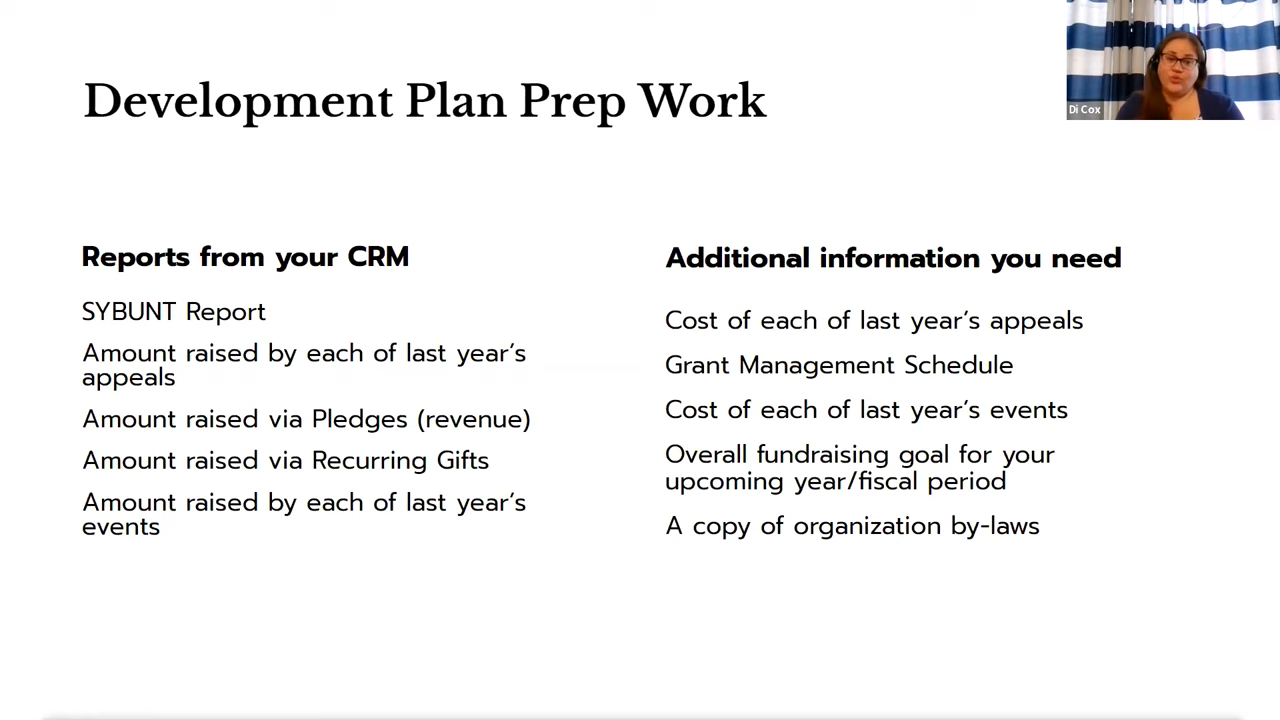 Development Plan Prep Work
Di Cox
Reports from your CRM
SYBUNT Report
Amount raised by each of last year's
appeals
Amount raised via Pledges (revenue)
Amount raised via Recurring Gifts
Amount raised by each of last year's
events
Additional information you need
Cost of each of last year's appeals
Grant Management Schedule
Cost of each of last year's events
Overall fundraising goal for your
upcoming year/fiscal period
A copy of organization by-laws